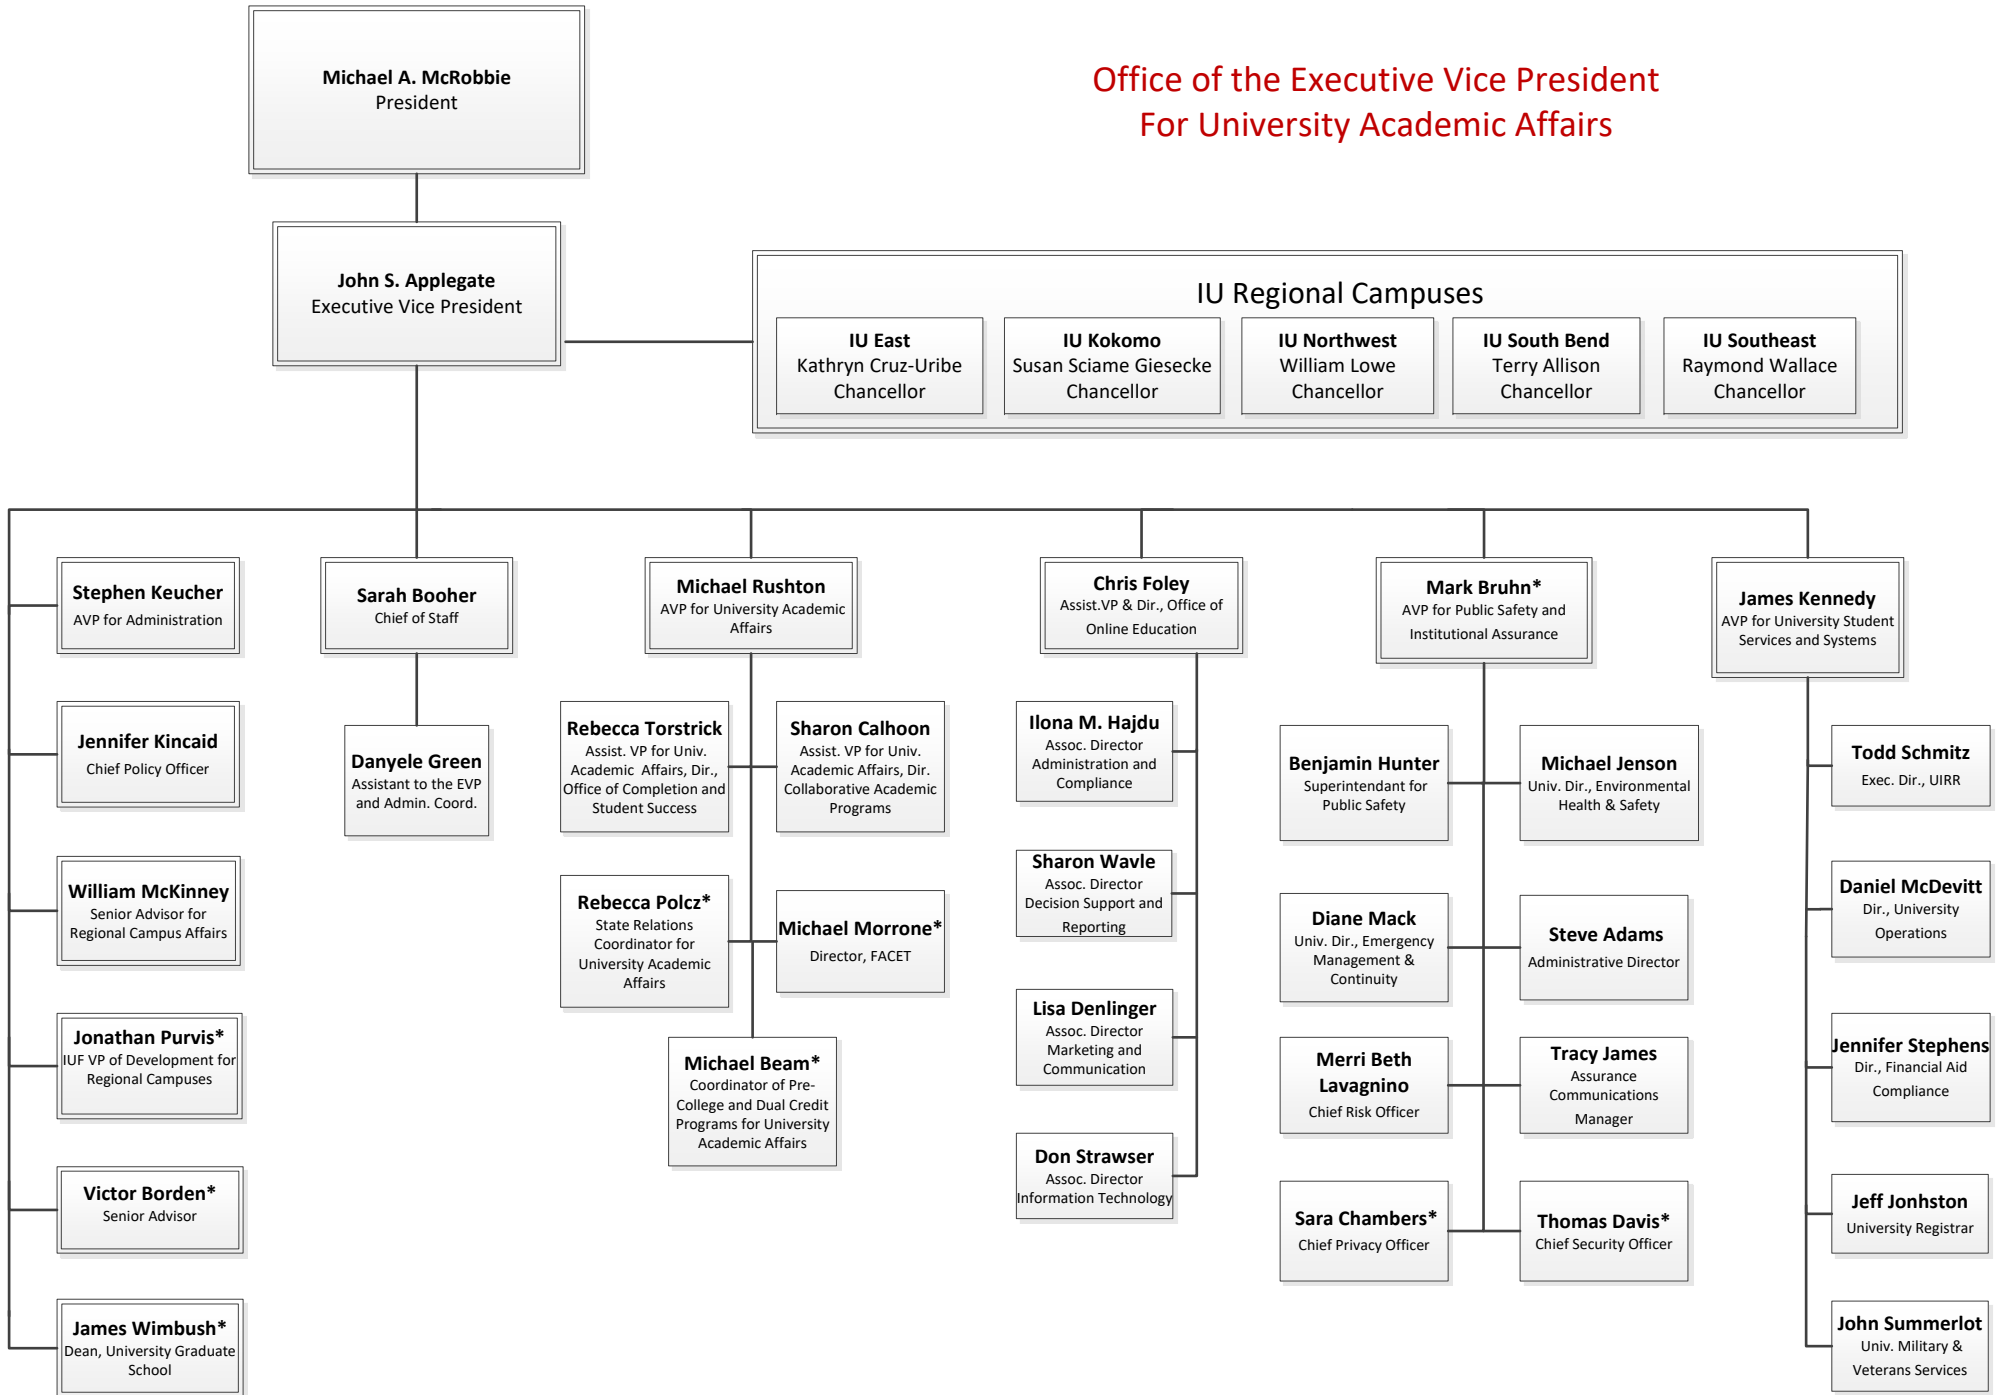 Michael A. McRobbie
President
Office of the Executive Vice President
For University Academic Affairs
John S. Applegate
Executive Vice President
IU Regional Campuses
IU East
Kathryn Cruz-Uribe
Chancellor
IU Kokomo
Susan Sciame Giesecke
Chancellor
IU Northwest
William Lowe
Chancellor
IU South Bend
Terry Allison
Chancellor
IU Southeast
Raymond Wallace
Chancellor
Stephen Keucher
AVP for Administration
Jennifer Kincaid
Chief Policy Officer
William McKinney
Senior Advisor for
Regional Campus Affairs
Jonathan Purvis*
IUF VP of Development for
Regional Campuses
Victor Borden*
Senior Advisor
James Wimbush*
Dean, University Graduate
School
Sarah Booher
Chief of Staff
Danyele Green
Assistant to the EVP
and Admin. Coord.
Michael Rushton
AVP for University Academic
Affairs
Rebecca Torstrick
Assist. VP for Univ.
Academic  Affairs, Dir.,
Office of Completion and
Student Success
Sharon Calhoon
Assist. VP for Univ.
Academic Affairs, Dir.
Collaborative Academic
Programs
Rebecca Polcz*
State Relations
Coordinator for
University Academic
Affairs
Michael Morrone*
Director, FACET
Michael Beam*
Coordinator of Pre-
College and Dual Credit
Programs for University
Academic Affairs
Chris Foley
Assist.VP & Dir., Office of
Online Education
Ilona M. Hajdu
Assoc. Director
Administration and
Compliance
Sharon Wavle
Assoc. Director
Decision Support and
Reporting
Lisa Denlinger
Assoc. Director
Marketing and
Communication
Don Strawser
Assoc. Director
Information Technology
Mark Bruhn*
AVP for Public Safety and
Institutional Assurance
Benjamin Hunter
Superintendant for
Public Safety
Michael Jenson
Univ. Dir., Environmental
Health & Safety
Diane Mack
Univ. Dir., Emergency
Management &
Continuity
Steve Adams
Administrative Director
Merri Beth
Lavagnino
Chief Risk Officer
Tracy James
Assurance
Communications
Manager
Sara Chambers*
Chief Privacy Officer
Thomas Davis*
Chief Security Officer
James Kennedy
AVP for University Student
Services and Systems
Todd Schmitz
Exec. Dir., UIRR
Daniel McDevitt
Dir., University
Operations
Jennifer Stephens
Dir., Financial Aid
Compliance
Jeff Jonhston
University Registrar
John Summerlot
Univ. Military &
Veterans Services